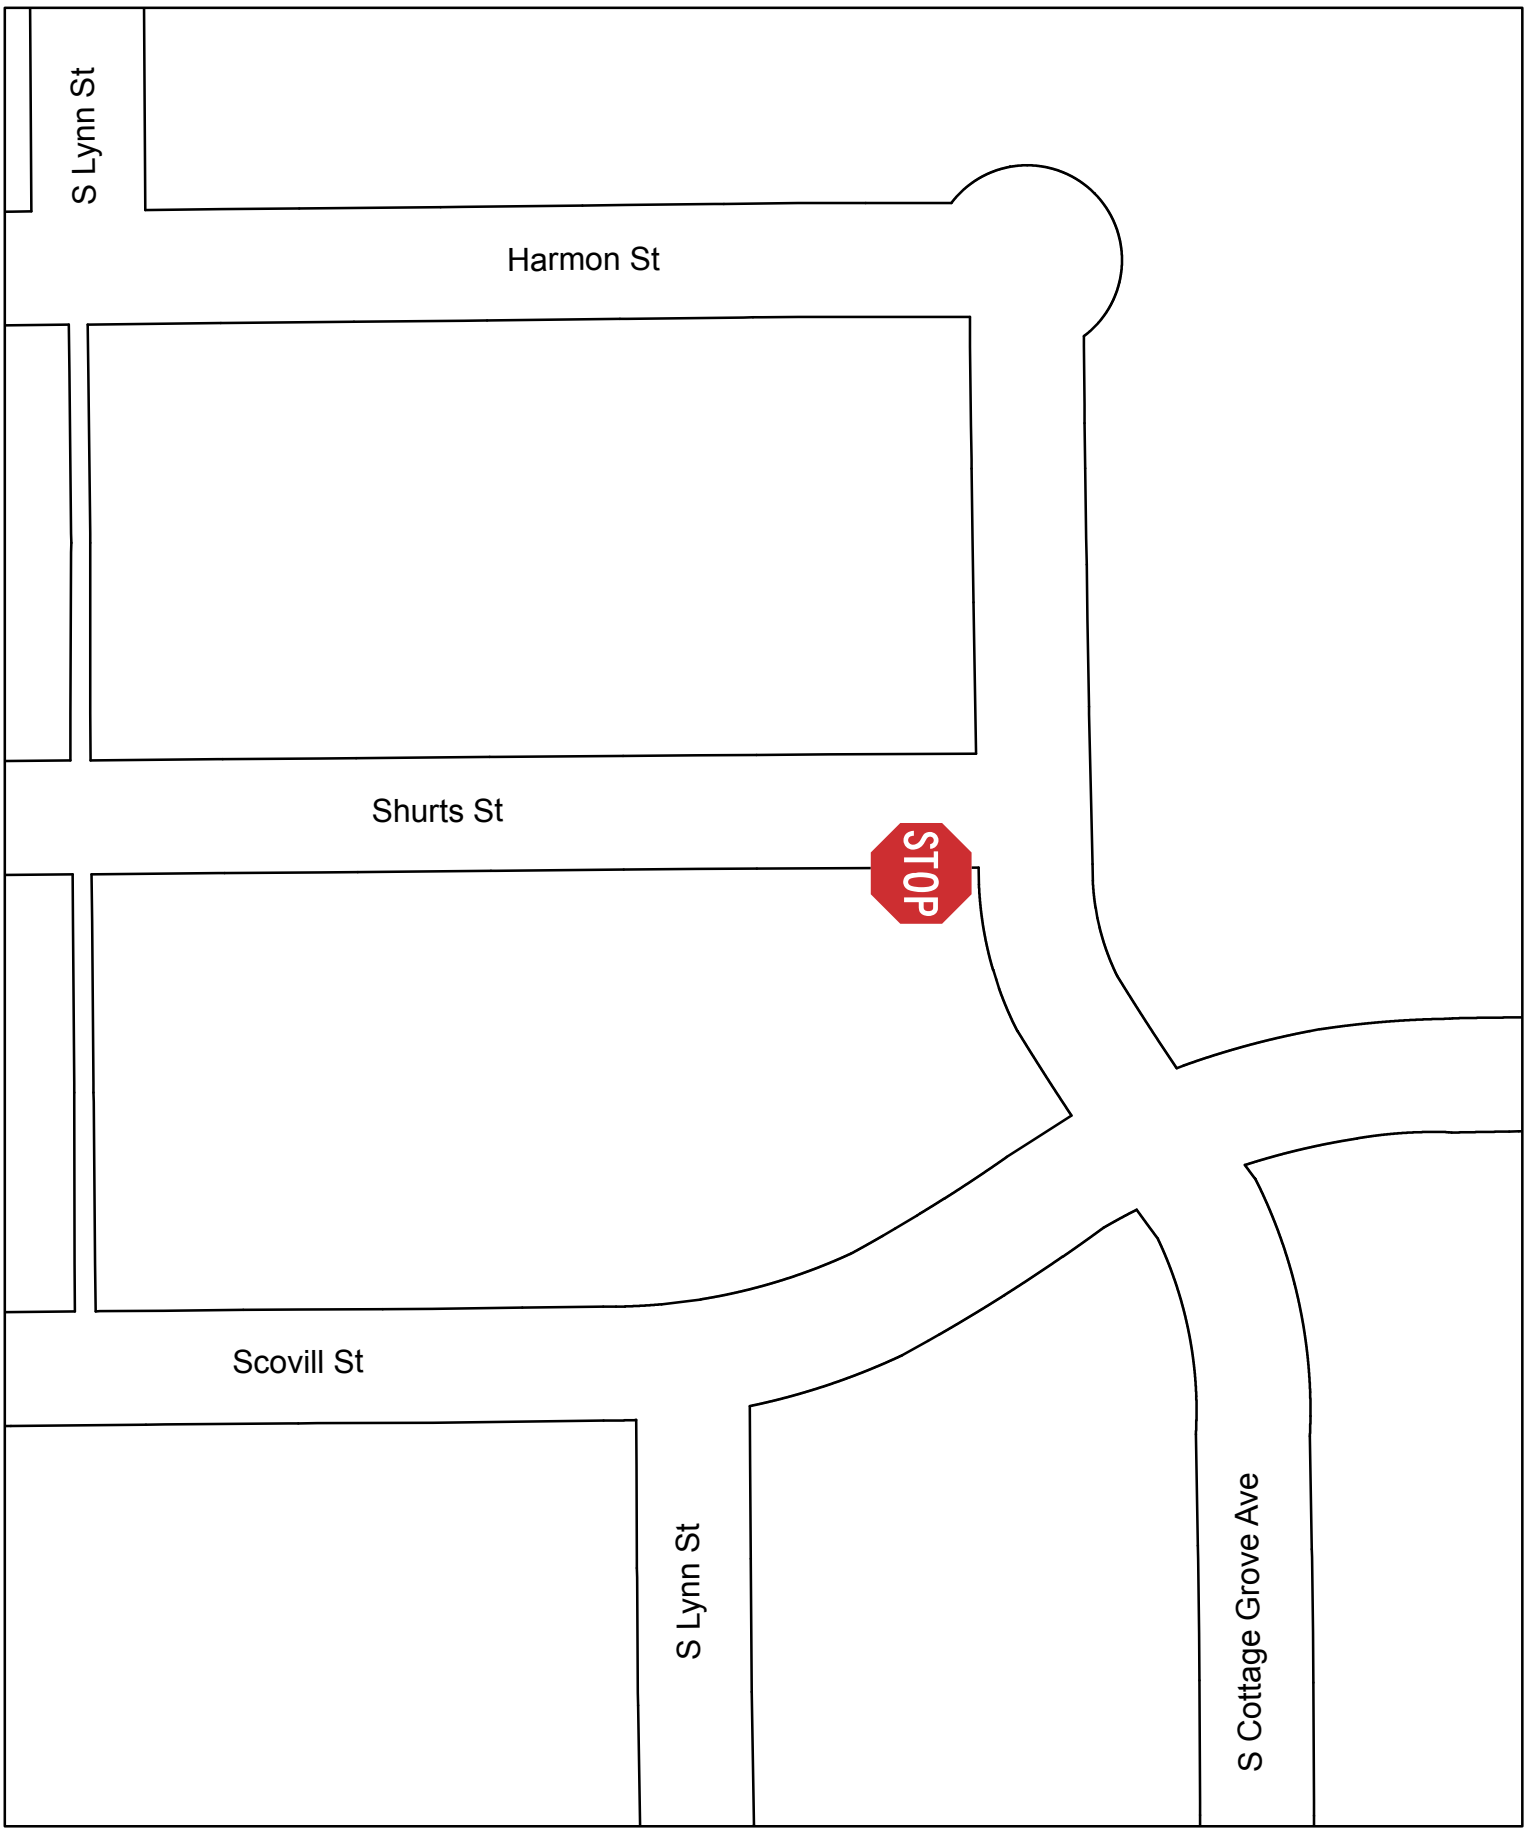 S Lynn St
Harmon St
Shurts St
STOP
Scovill St
S Lynn St
S Cottage Grove Ave